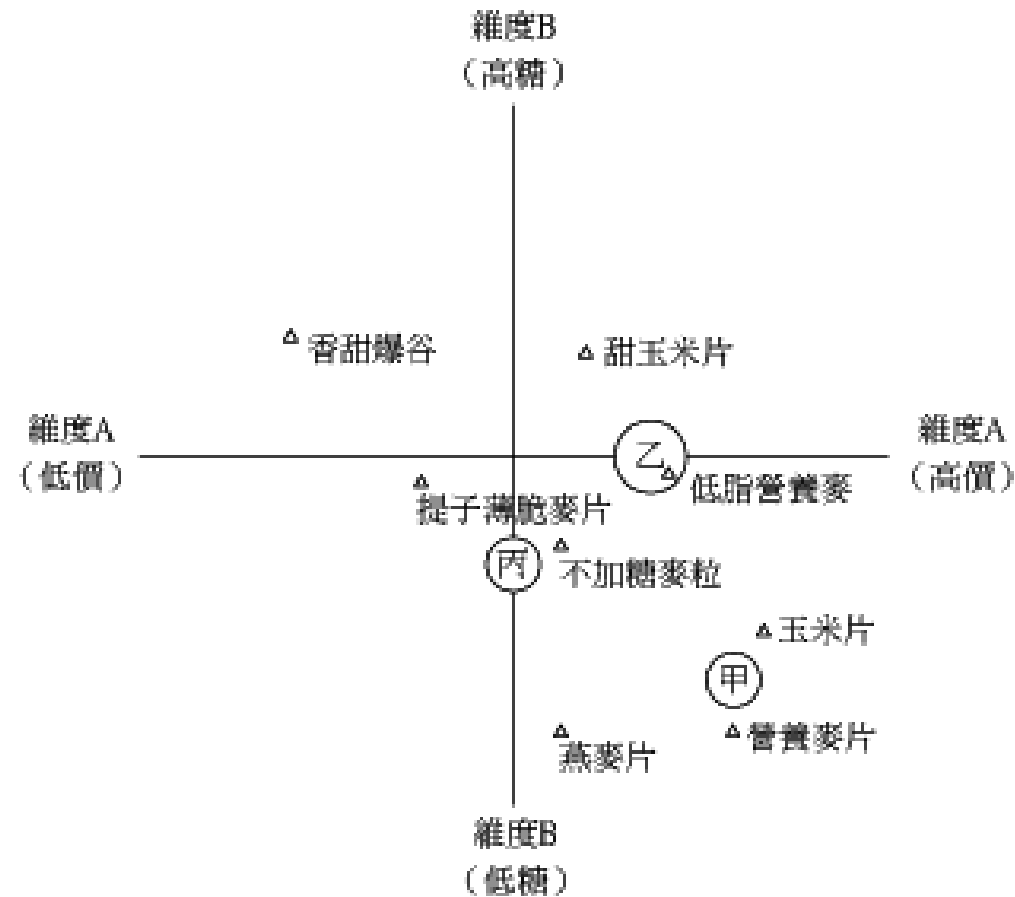 維度B
（高糖）
香甜爆谷
甜玉米片
維度A
（低價）
乙
維度A
（高價）
低脂營養麥
提子薄脆麥片
丙
不加糖麥粒
玉米片
甲
營養麥片
燕麥片
維度B
（低糖）